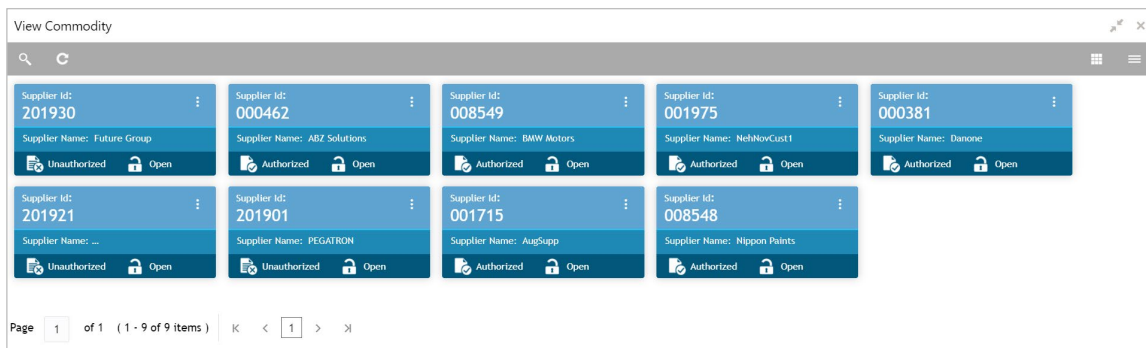 View Commodity
Supplier Id: Supplier Id: Supplier Id: Supplier Id: Supplier Id:
201930 000462 008549 001975 000381
Supplier Name: Future Group Supplier Name: ABZ Solutions Supplier Name: BMW Motors Supplier Name: NehNovCust1 Supplier Name: Danone
Unauthorized Open Authorized Open Authorized Open Authorized Open Authorized Open
Supplier Id: Supplier Id: Supplier Id: Supplier Id:
201921 201901 001715 008548
Supplier Name: ... Supplier Name: PEGATRON Supplier Name: AugSupp Supplier Name: Nippon Paints
Unauthorized Open Unauthorized Open Authorized Open Authorized Open
Page 1 of 1 ( 1 - 9 of 9 items ) 1